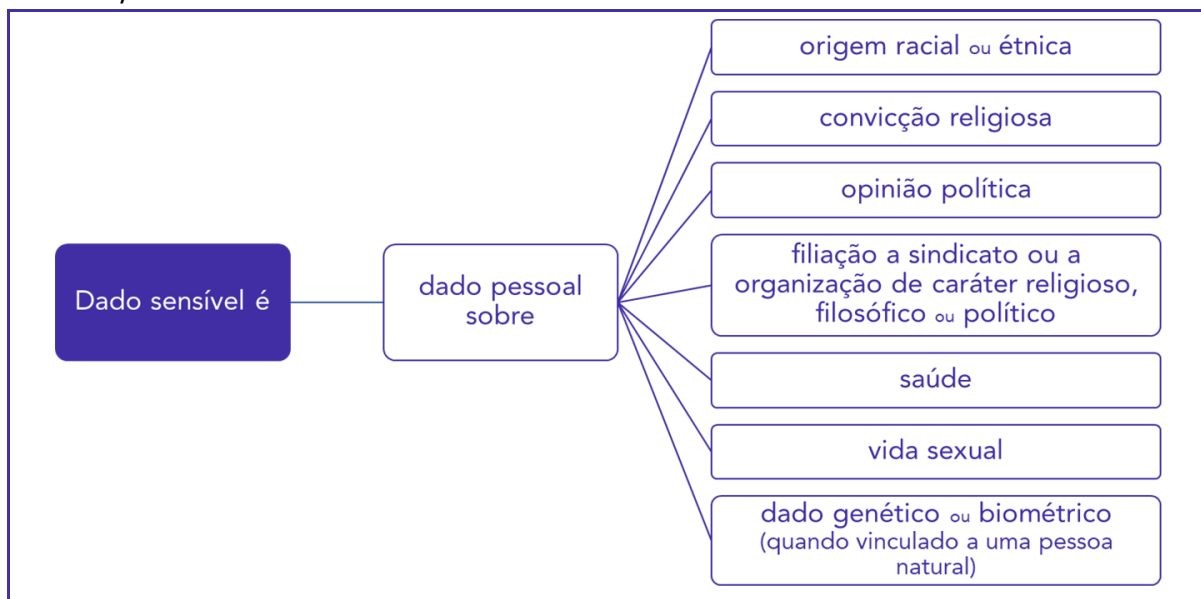 Dado sensível é
dado pessoal
sobre
origem racial ou étnica
convicção religiosa
opinião política
filiação a sindicato ou a
organização de caráter religioso,
filosófico ou político
saúde
vida sexual
dado genético ou biométrico
(quando vinculado a uma pessoa
natural)